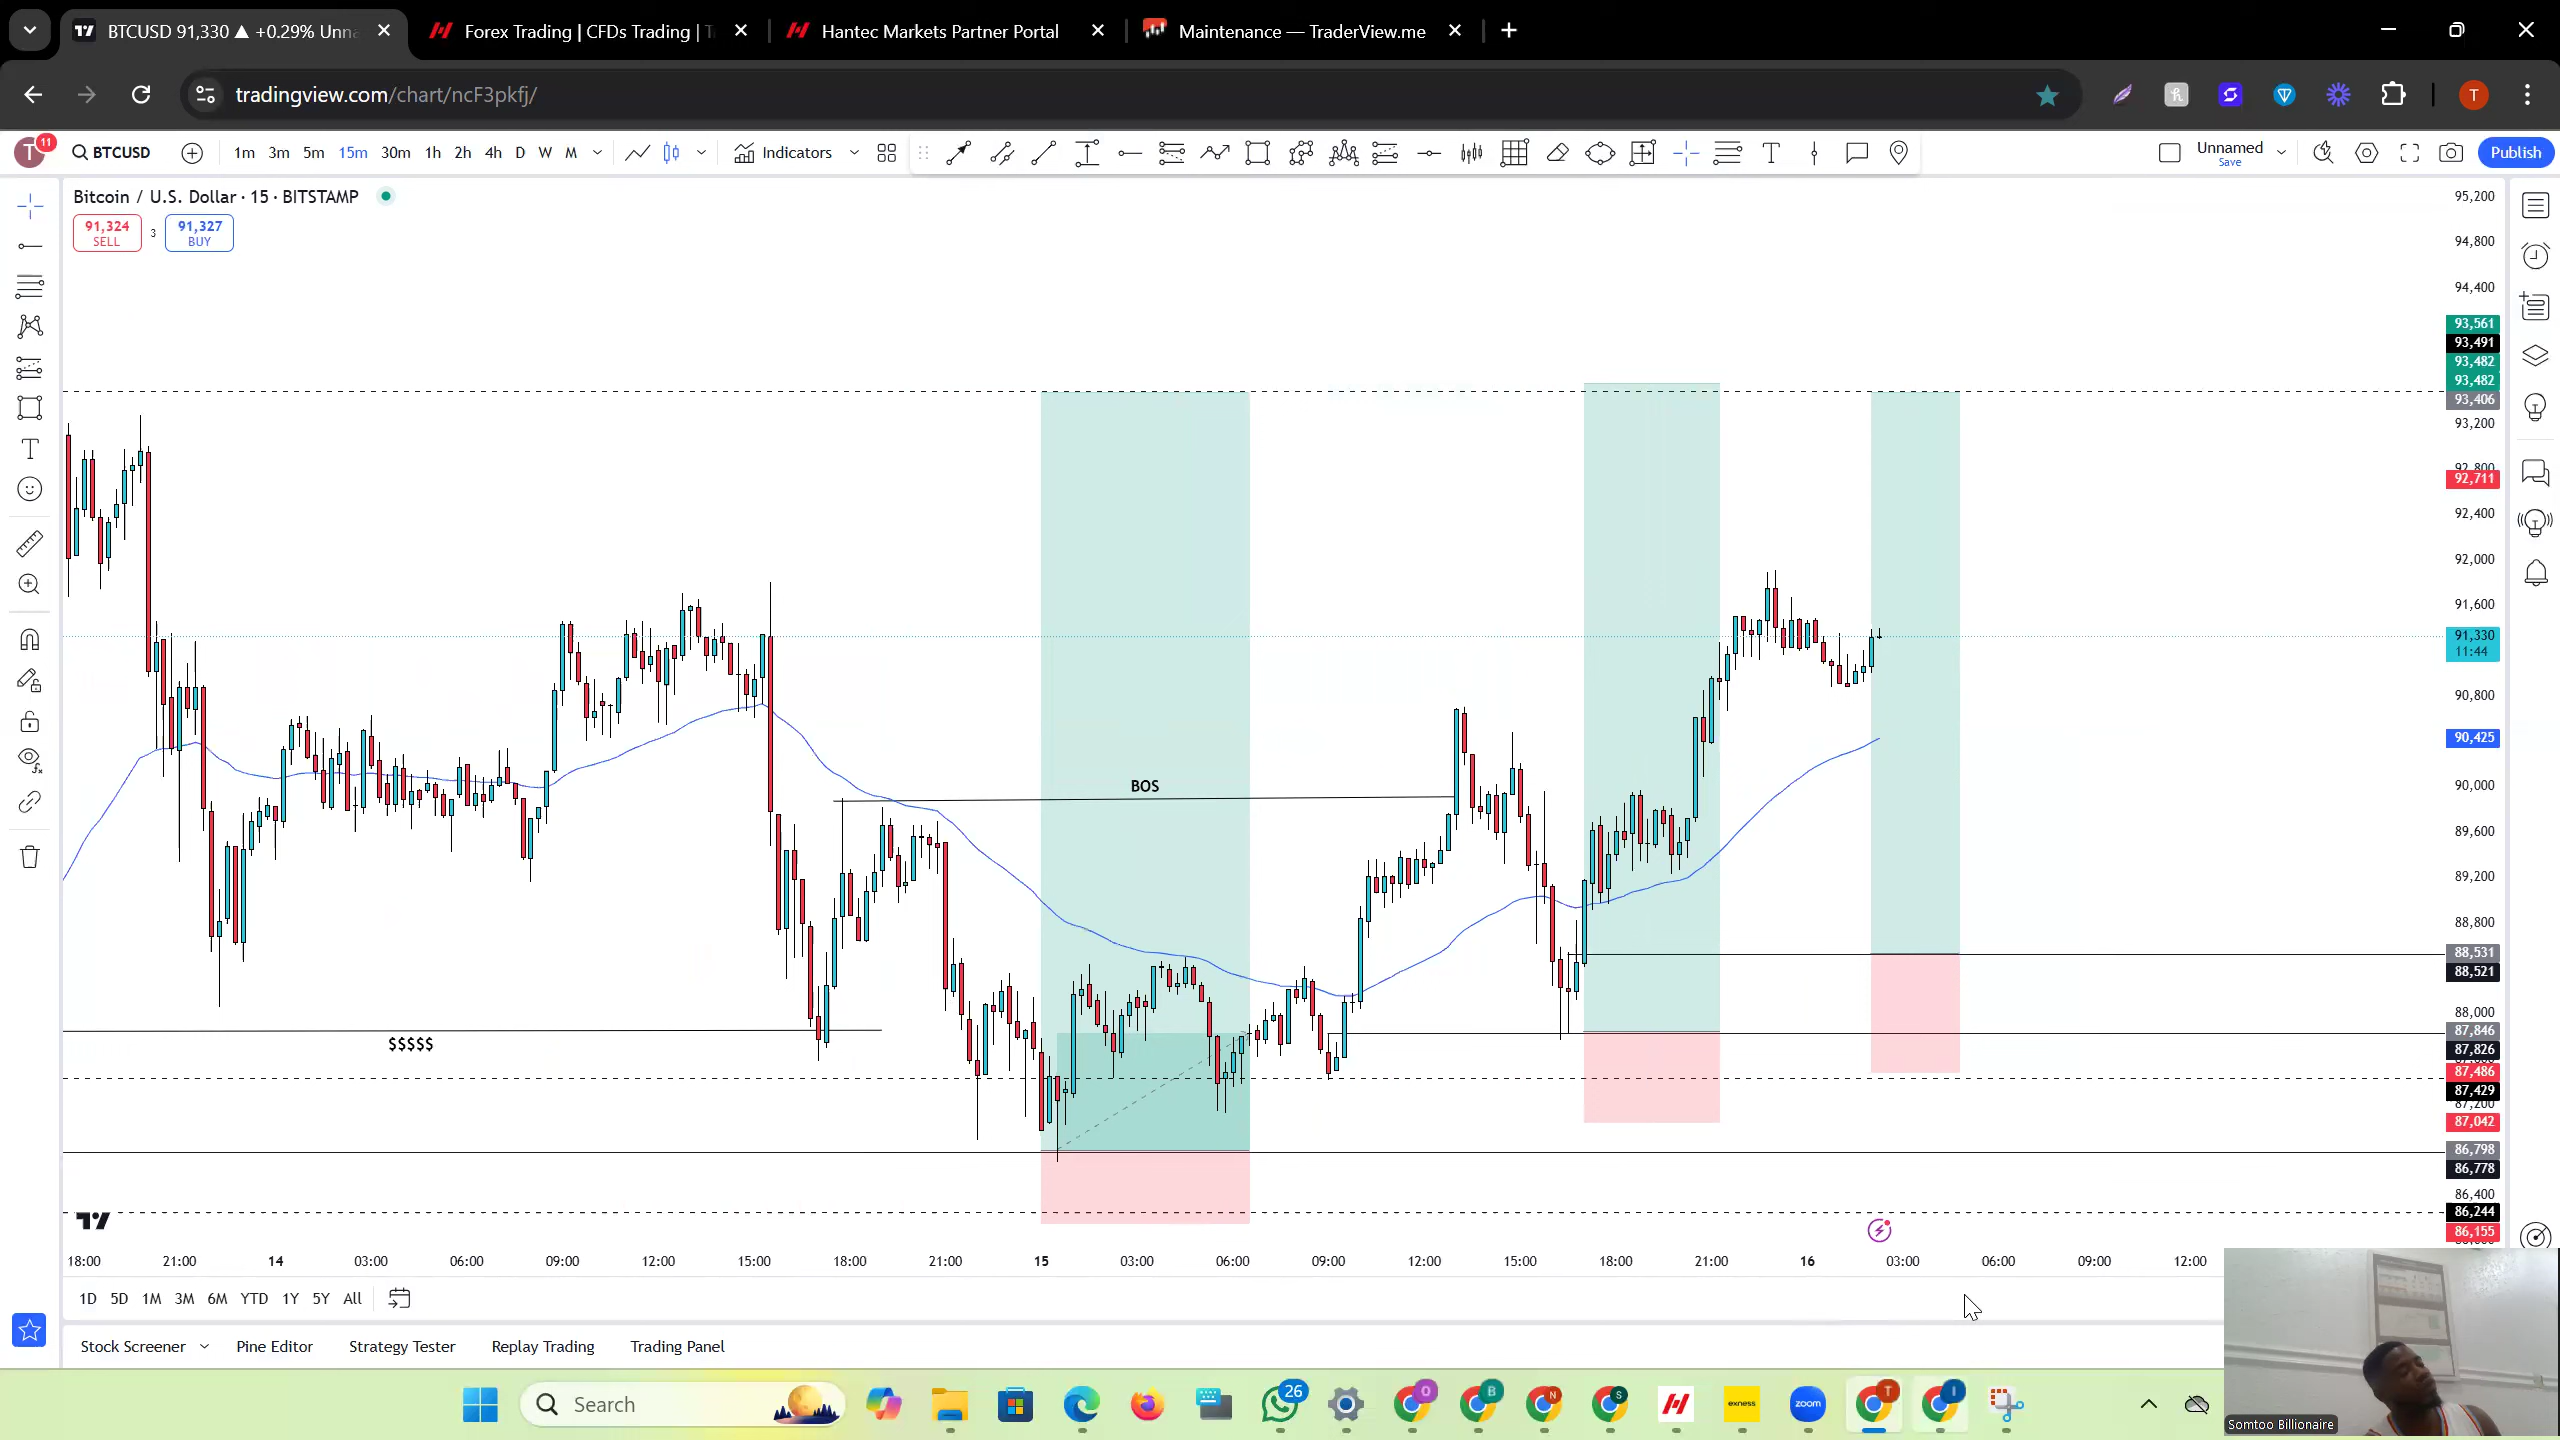 BTCUSD 91,330 ▲ +0.29% Unna
Forex Trading | CFDs Trading | T
Hantec Markets Partner Portal
Maintenance — TraderView.me
tradingview.com/chart/ncF3pkfj/
T
T
11
BTCUSD
1m 3m 5m 15m 30m 1h 2h 4h D W M
Indicators
Unnamed
Save
Publish
Bitcoin / U.S. Dollar · 15 · BITSTAMP
91,324
SELL
3
91,327
BUY
95,200
94,800
94,400
93,561
93,491
93,482
93,482
93,406
93,200
92,800
92,711
92,400
92,000
91,600
91,330
11:44
90,800
90,425
90,000
89,600
89,200
88,800
88,531
88,521
88,000
87,846
87,826
87,486
87,429
87,200
87,042
86,798
86,778
86,400
86,244
86,155
BOS
$$$$$
18:00 21:00 14 03:00 06:00 09:00 12:00 15:00 18:00 21:00 15 03:00 06:00 09:00 12:00 15:00 18:00 21:00 16 03:00 06:00 09:00 12:00
1D 5D 1M 3M 6M YTD 1Y 5Y All
Stock Screener Pine Editor Strategy Tester Replay Trading Trading Panel
Search
26
O
B
N
S
exness
zoom
T
I
Somtoo Billionaire